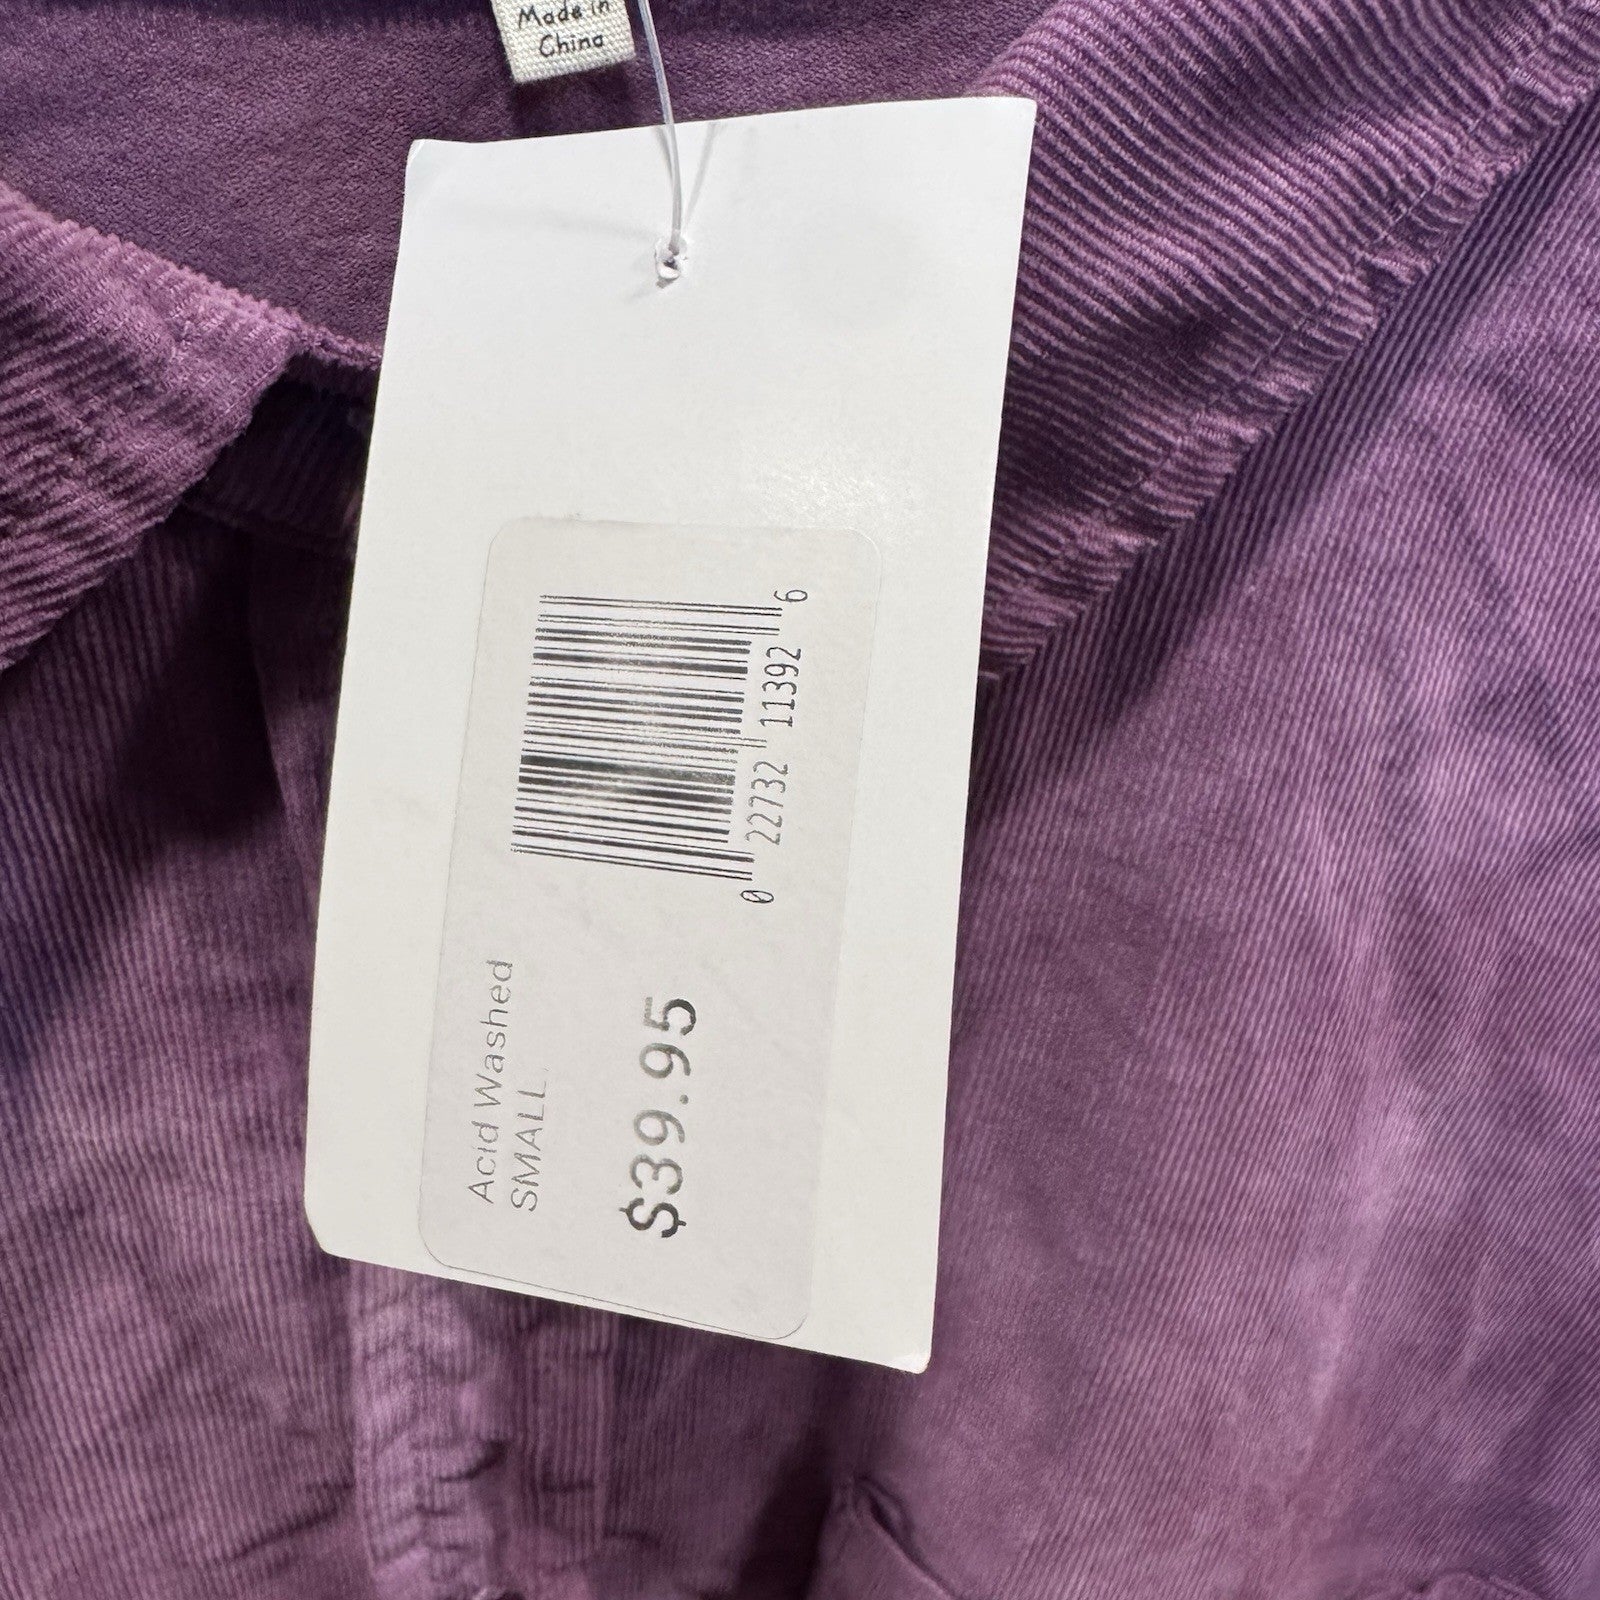 Made in
China
0 22732 11392 6
Acid Washed
SMALL,
$39.95